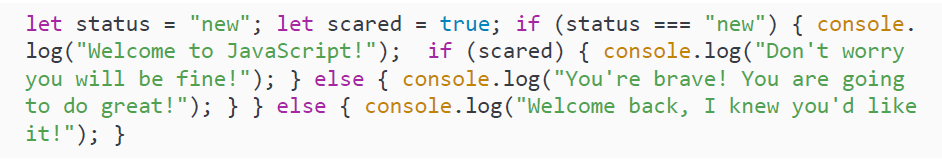 let status = "new"; let scared = true; if (status === "new") { console.
log("Welcome to JavaScript!");  if (scared) { console.log("Don't worry
you will be fine!"); } else { console.log("You're brave! You are going
to do great!"); } } else { console.log("Welcome back, I knew you'd like
it!"); }